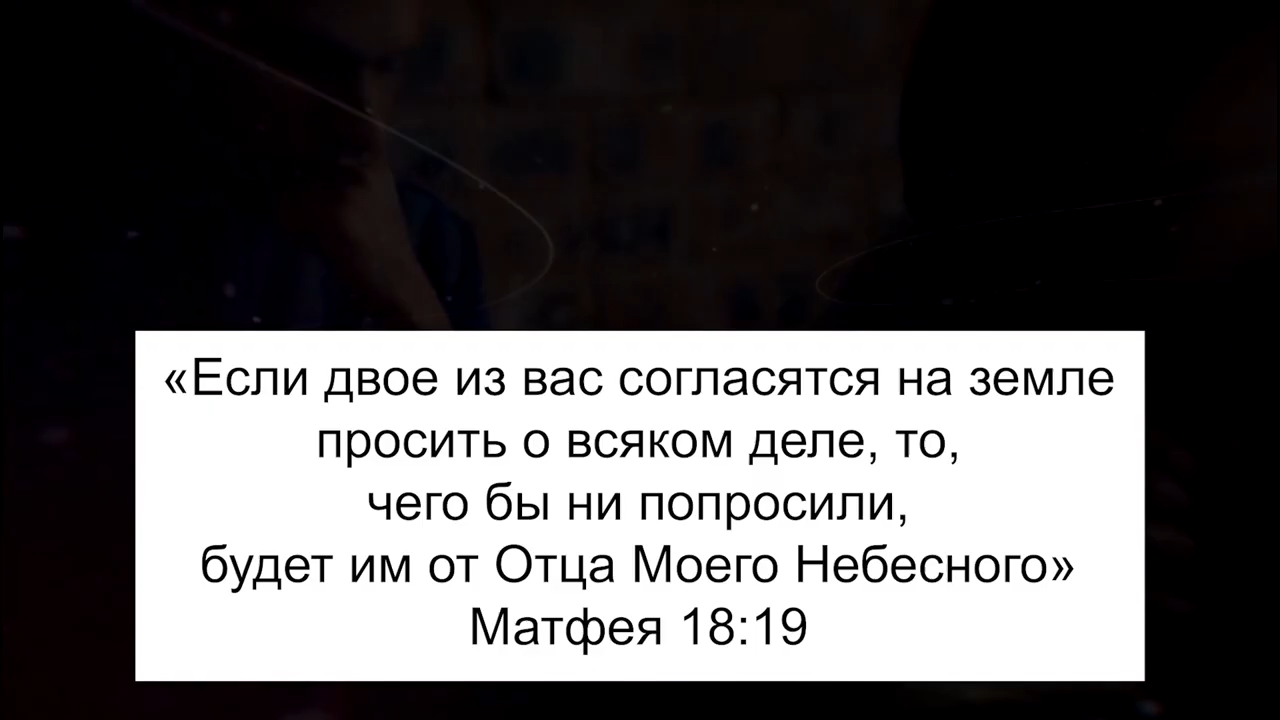 «Если двое из вас согласятся на земле
просить о всяком деле, то,
чего бы ни попросили,
будет им от Отца Моего Небесного»
Матфея 18:19